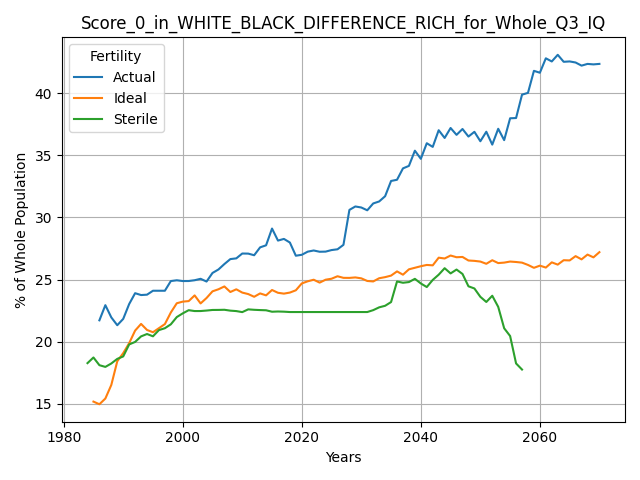 Score_0_in_WHITE_BLACK_DIFFERENCE_RICH_for_Whole_Q3_IQ
Fertility
Actual
Ideal
Sterile
% of Whole Population
40
35
30
25
20
15
1980
2000
2020
2040
2060
Years